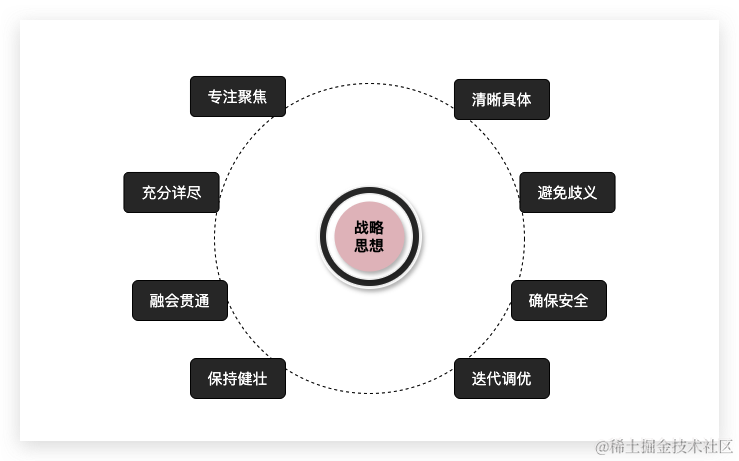 专注聚焦
清晰具体
充分详尽
避免歧义
战略
思想
融会贯通
确保安全
保持健壮
迭代调优
@稀土掘金技术社区